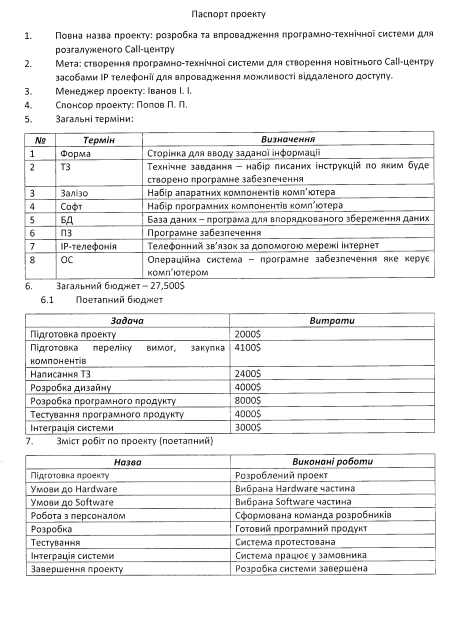 Паспорт проекту
1. Повна назва проекту: розробка та впровадження програмно-технічної системи для
розгалуженого Call-центру
2. Мета: створення програмно-технічної системи для створення новітнього Call-центру
засобами IP телефонії для впровадження можливості віддаленого доступу.
3. Менеджер проекту: Іванов І. І.
4. Спонсор проекту: Попов П. П.
5. Загальні терміни:
№ Термін Визначення
1 Форма Сторінка для вводу заданої інформації
2 ТЗ Технічне завдання – набір писаних інструкцій по яким буде
створено програмне забезпечення
3 Залізо Набір апаратних компонентів комп'ютера
4 Софт Набір програмних компонентів комп'ютера
5 БД База даних – програма для впорядкованого збереження даних
6 ПЗ Програмне забезпечення
7 IP-телефонія Телефонний зв'язок за допомогою мережі інтернет
8 ОС Операційна система – програмне забезпечення яке керує
комп'ютером
6. Загальний бюджет – 27,500$
6.1 Поетапний бюджет
Задача Витрати
Підготовка проекту 2000$
Підготовка переліку вимог, закупка 4100$
компонентів
Написання ТЗ 2400$
Розробка дизайну 4000$
Розробка програмного продукту 8000$
Тестування програмного продукту 4000$
Інтеграція системи 3000$
7. Зміст робіт по проекту (поетапний)
Назва Виконані роботи
Підготовка проекту Розроблений проект
Умови до Hardware Вибрана Hardware частина
Умови до Software Вибрана Software частина
Робота з персоналом Сформована команда розробників
Розробка Готовий програмний продукт
Тестування Система протестована
Інтеграція системи Система працює у замовника
Завершення проекту Розробка системи завершена